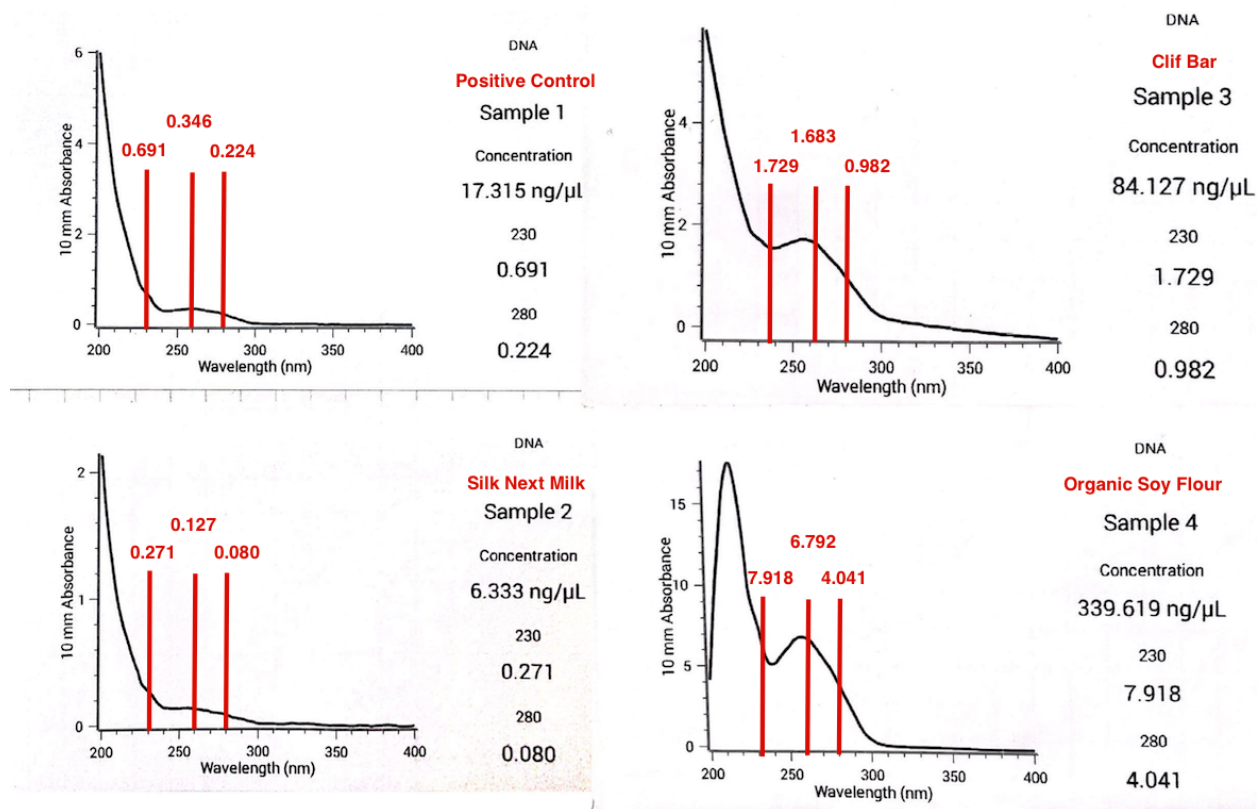 DNA
Positive Control
Sample 1
Concentration
17.315 ng/µL
230
0.691
280
0.224
10 mm Absorbance
6
4
2
0
0.691
0.346
0.224
200
250
300
350
400
Wavelength (nm)
DNA
Clif Bar
Sample 3
Concentration
84.127 ng/µL
230
1.729
280
0.982
10 mm Absorbance
4
2
0
1.729
1.683
0.982
200
250
300
350
400
Wavelength (nm)
DNA
Silk Next Milk
Sample 2
Concentration
6.333 ng/µL
230
0.271
280
0.080
10 mm Absorbance
2
1
0
0.271
0.127
0.080
200
250
300
350
400
Wavelength (nm)
DNA
Organic Soy Flour
Sample 4
Concentration
339.619 ng/µL
230
7.918
280
4.041
10 mm Absorbance
15
10
5
0
7.918
6.792
4.041
200
250
300
350
400
Wavelength (nm)